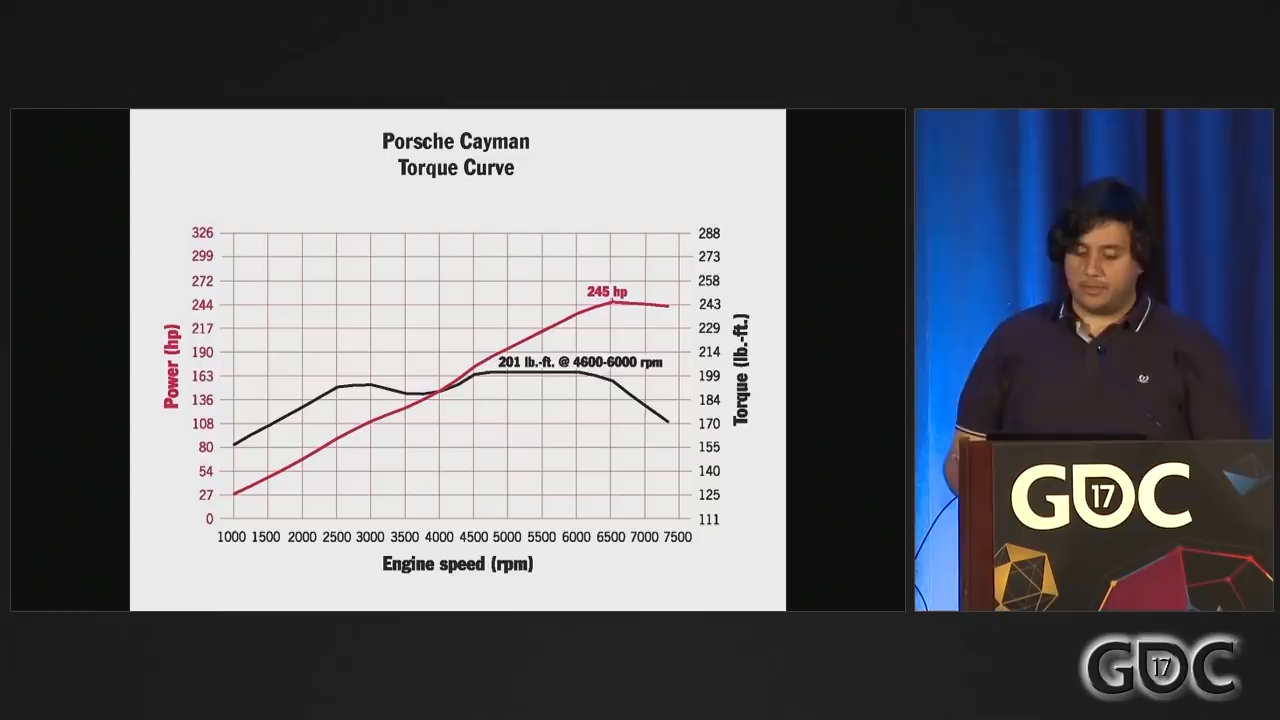 Porsche Cayman
Torque Curve
326
299
272
244
217
190
163
136
108
80
54
27
0
Power (hp)
245 hp
201 lb.-ft. @ 4600-6000 rpm
288
273
258
243
229
214
199
184
170
155
140
125
111
Torque (lb.-ft.)
1000 1500 2000 2500 3000 3500 4000 4500 5000 5500 6000 6500 7000 7500
Engine speed (rpm)
GDC
17
GDC
17